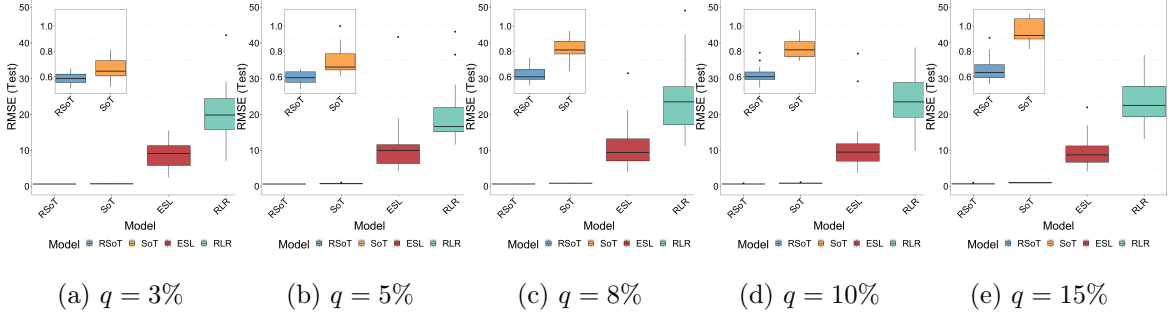 50
40
30
20
10
0
RMSE (Test)
1.0
0.8
0.6
RSoT
SoT
RSoT
SoT
ESL
RLR
Model
Model RSoT SoT ESL RLR
(a) q = 3%
50
40
30
20
10
0
RMSE (Test)
1.0
0.8
0.6
RSoT
SoT
RSoT
SoT
ESL
RLR
Model
Model RSoT SoT ESL RLR
(b) q = 5%
50
40
30
20
10
0
RMSE (Test)
1.0
0.8
0.6
RSoT
SoT
RSoT
SoT
ESL
RLR
Model
Model RSoT SoT ESL RLR
(c) q = 8%
50
40
30
20
10
0
RMSE (Test)
1.0
0.8
0.6
RSoT
SoT
RSoT
SoT
ESL
RLR
Model
Model RSoT SoT ESL RLR
(d) q = 10%
50
40
30
20
10
0
RMSE (Test)
1.0
0.8
0.6
RSoT
SoT
RSoT
SoT
ESL
RLR
Model
Model RSoT SoT ESL RLR
(e) q = 15%